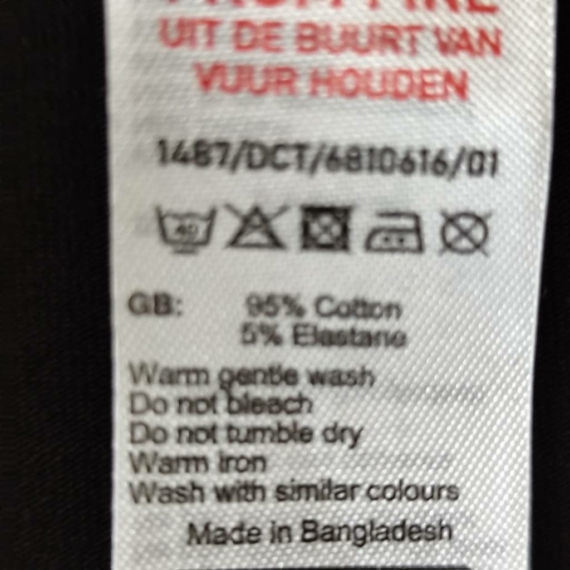 UIT DE BUURT VAN
VUUR HOUDEN
1487/DCT/6810616/01
40
GB: 95% Cotton
5% Elastane
Warm gentle wash
Do not bleach
Do not tumble dry
Warm iron
Wash with similar colours
Made in Bangladesh